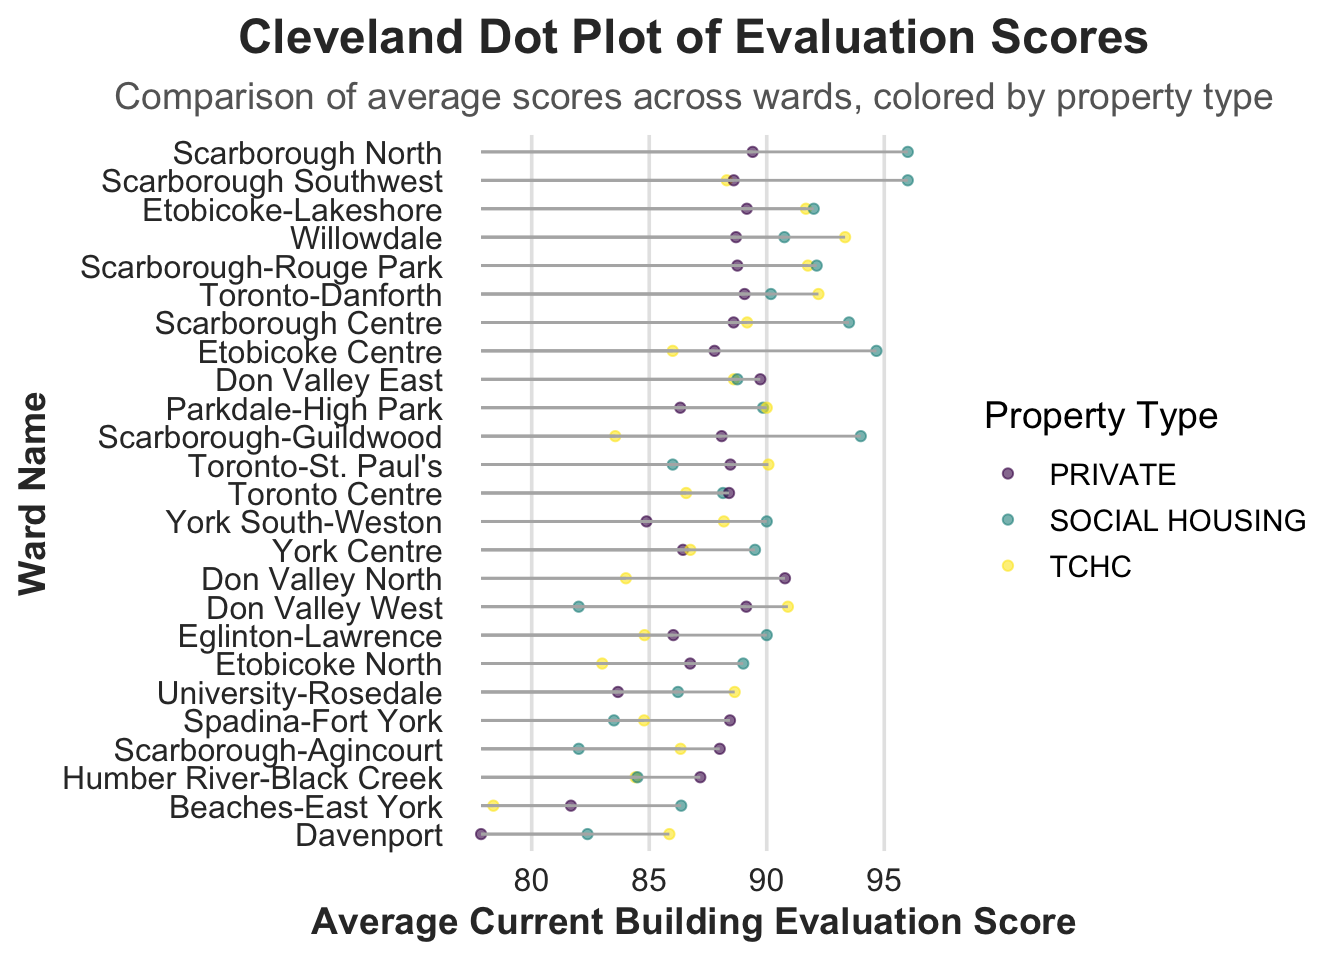 Cleveland Dot Plot of Evaluation Scores
Comparison of average scores across wards, colored by property type
Ward Name
Scarborough North
Scarborough Southwest
Etobicoke-Lakeshore
Willowdale
Scarborough-Rouge Park
Toronto-Danforth
Scarborough Centre
Etobicoke Centre
Don Valley East
Parkdale-High Park
Scarborough-Guildwood
Toronto-St. Paul's
Toronto Centre
York South-Weston
York Centre
Don Valley North
Don Valley West
Eglinton-Lawrence
Etobicoke North
University-Rosedale
Spadina-Fort York
Scarborough-Agincourt
Humber River-Black Creek
Beaches-East York
Davenport
80 85 90 95
Average Current Building Evaluation Score
Property Type
PRIVATE
SOCIAL HOUSING
TCHC